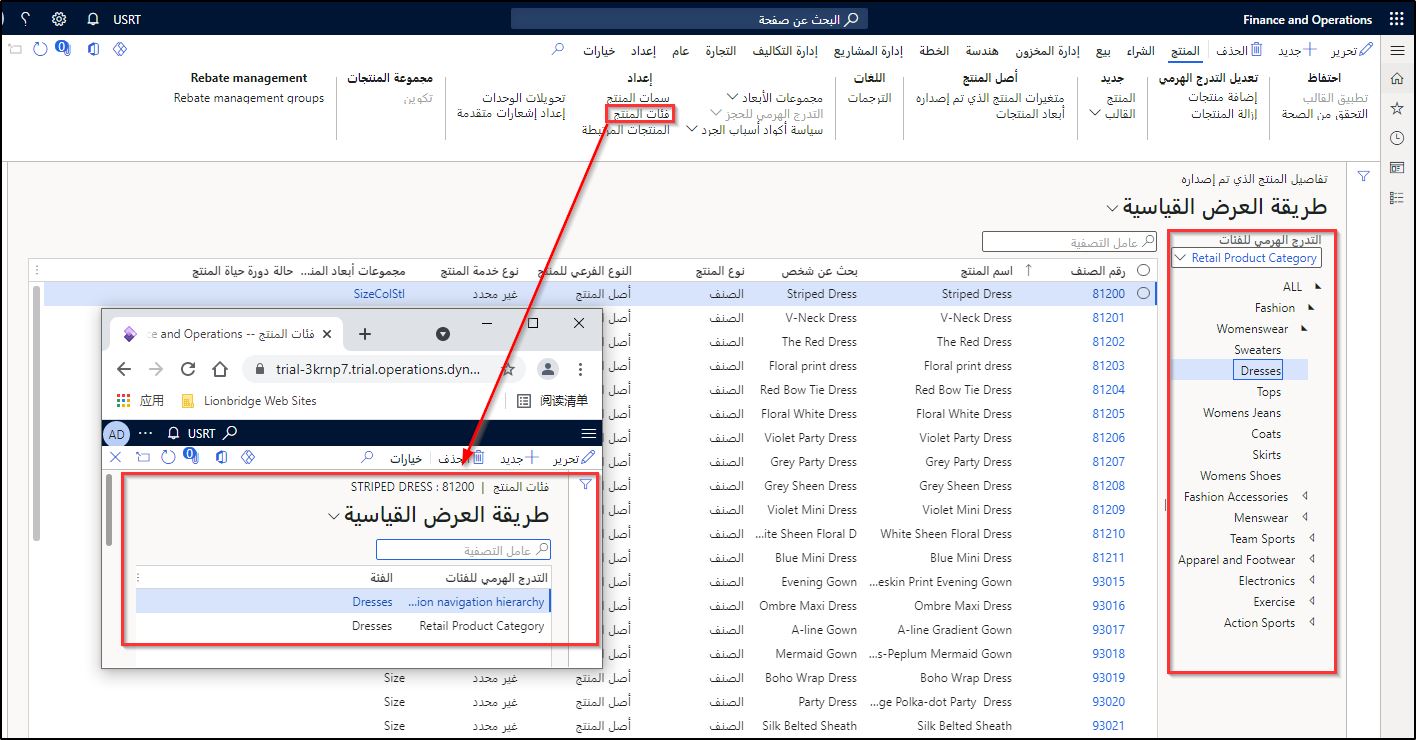 Finance and Operations
البحث عن صفحة
USRT
تحرير
جديد
الحذف
المنتج
الشراء
بيع
إدارة المخزون
هندسة
الخطة
إدارة المشاريع
إدارة التكاليف
التجارة
عام
إعداد
خيارات
0
احتفاظ
تطبيق القالب
التحقق من الصحة
تعديل التدرج الهرمي
إضافة منتجات
إزالة المنتجات
جديد
المنتج
القالب
أصل المنتج
متغيرات المنتج الذي تم إصداره
أبعاد المنتجات
اللغات
الترجمات
إعداد
مجموعات الأبعاد
التدرج الهرمي للحجز
سياسة أكواد أسباب الجرد
سمات المنتج
فئات المنتج
المنتجات المرتبطة
تحويلات الوحدات
إعداد إشعارات متقدمة
مجموعة المنتجات
تكوين
Rebate management
Rebate management groups
تفاصيل المنتج الذي تم إصداره
طريقة العرض القياسية
التدرج الهرمي للفئات
Retail Product Category
ALL
Fashion
Womenswear
Sweaters
Dresses
Tops
Womens Jeans
Coats
Skirts
Womens Shoes
Fashion Accessories
Menswear
Team Sports
Apparel and Footwear
Electronics
Exercise
Action Sports
عامل التصفية
رقم الصنف اسم المنتج بحث عن شخص نوع المنتج النوع الفرعي للمنتج نوع خدمة المنتج مجموعات أبعاد المنـ... حالة دورة حياة المنتج
81200 Striped Dress Striped Dress الصنف أصل المنتج غير محدد SizeColStl
81201 V-Neck Dress V-Neck Dress الصنف أصل ال
81202 The Red Dress The Red Dress الصنف أصل ال
81203 Floral print dress Floral print dress الصنف أصل ال
81204 Red Bow Tie Dress Red Bow Tie Dress الصنف أصل ال
81205 Floral White Dress Floral White Dress الصنف أصل ال
81206 Violet Party Dress Violet Party Dress الصنف أصل ال
81207 Grey Party Dress Grey Party Dress الصنف أصل ال
81208 Grey Sheen Dress Grey Sheen Dress الصنف أصل ال
81209 Violet Mini Dress Violet Mini Dress الصنف أصل ال
81210 White Sheen Floral Dress ...ite Sheen Floral D الصنف أصل ال
81211 Blue Mini Dress Blue Mini Dress الصنف أصل ال
93015 ...eskin Print Evening Gown Evening Gown الصنف أصل ال
93016 Ombre Maxi Dress Ombre Maxi Dress الصنف أصل ال
93017 A-line Gradient Gown A-line Gown الصنف أصل ال
93018 ...s-Peplum Mermaid Gown Mermaid Gown الصنف أصل ال
93019 Boho Wrap Dress Boho Wrap Dress الصنف أصل المنتج غير محدد Size
93020 ...ge Polka-dot Party Dress Party Dress الصنف أصل المنتج غير محدد Size
93021 Silk Belted Sheath Silk Belted Sheath الصنف أصل المنتج غير محدد Size
فئات المنتج -- ce and Operations
trial-3krnp7.trial.operations.dyn...
应用
Lionbridge Web Sites
阅读清单
AD
USRT
تحرير
جديد
الحذف
خيارات
0
فئات المنتج | STRIPED DRESS : 81200
طريقة العرض القياسية
عامل التصفية
التدرج الهرمي للفئات الفئة
...ion navigation hierarchy Dresses
Retail Product Category Dresses